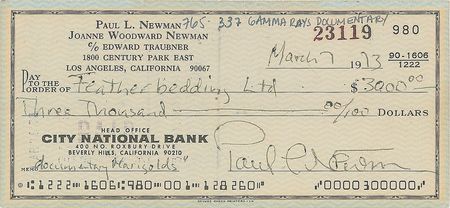 PAUL L. NEWMAN 765-337 GAMMA RAYS DOCUMENTARY
JOANNE WOODWARD NEWMAN 23119 980
% EDWARD TRAUBNER
1800 CENTURY PARK EAST March 7 1973 90-1606
LOS ANGELES, CALIFORNIA 90067 1222
PAY TO THE ORDER OF Featherbedding Ltd $3000.00
Three Thousand 00/100 DOLLARS
HEAD OFFICE
CITY NATIONAL BANK
400 NO. ROXBURY DRIVE
BEVERLY HILLS, CALIFORNIA 90210
MEMO "documentary Marigolds" Paul L Newman
1222 1606 980 001 128260 0000300000